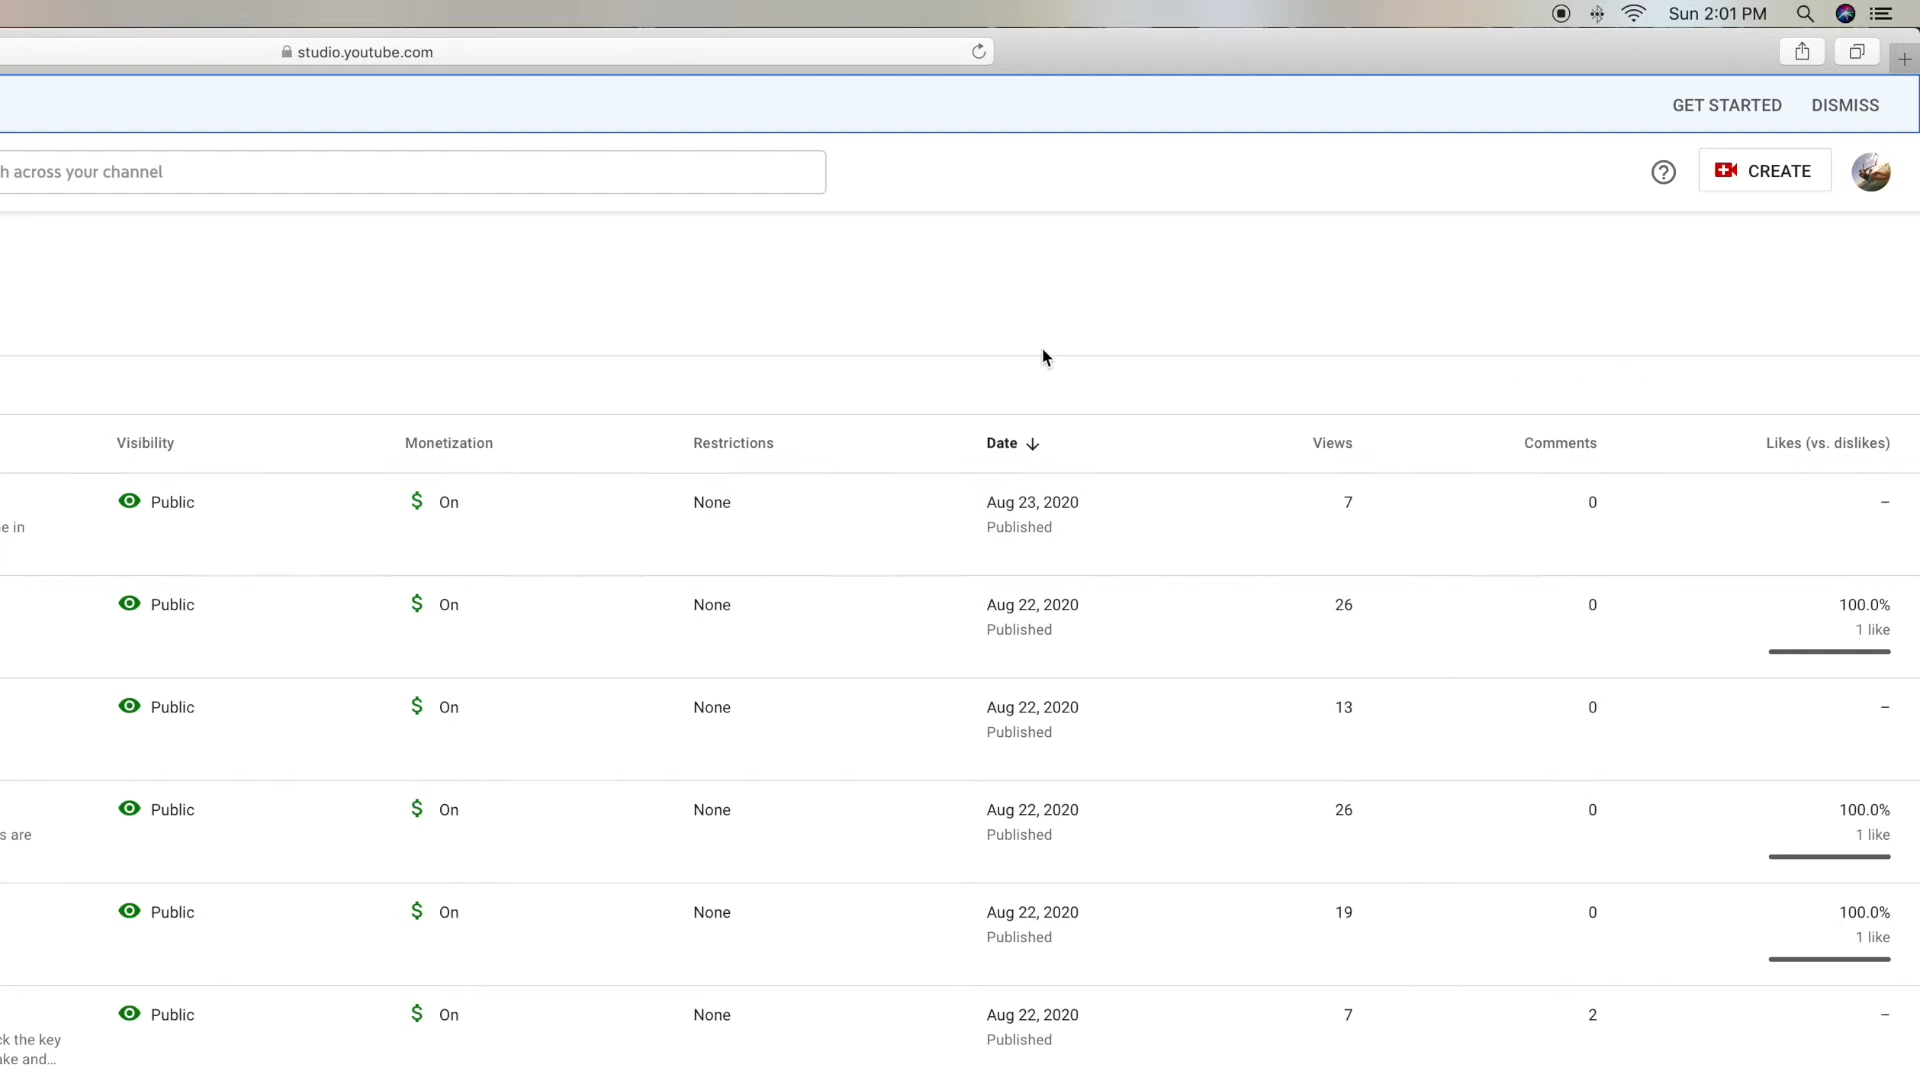 Sun 2:01 PM
studio.youtube.com
GET STARTED DISMISS
h across your channel
CREATE
Visibility Monetization Restrictions Date Views Comments Likes (vs. dislikes)
Public $ On None Aug 23, 2020 7 0 –
e in Published
Public $ On None Aug 22, 2020 26 0 100.0%
Published 1 like
Public $ On None Aug 22, 2020 13 0 –
Published
Public $ On None Aug 22, 2020 26 0 100.0%
s are Published 1 like
Public $ On None Aug 22, 2020 19 0 100.0%
Published 1 like
Public $ On None Aug 22, 2020 7 2 –
ck the key Published
ake and...